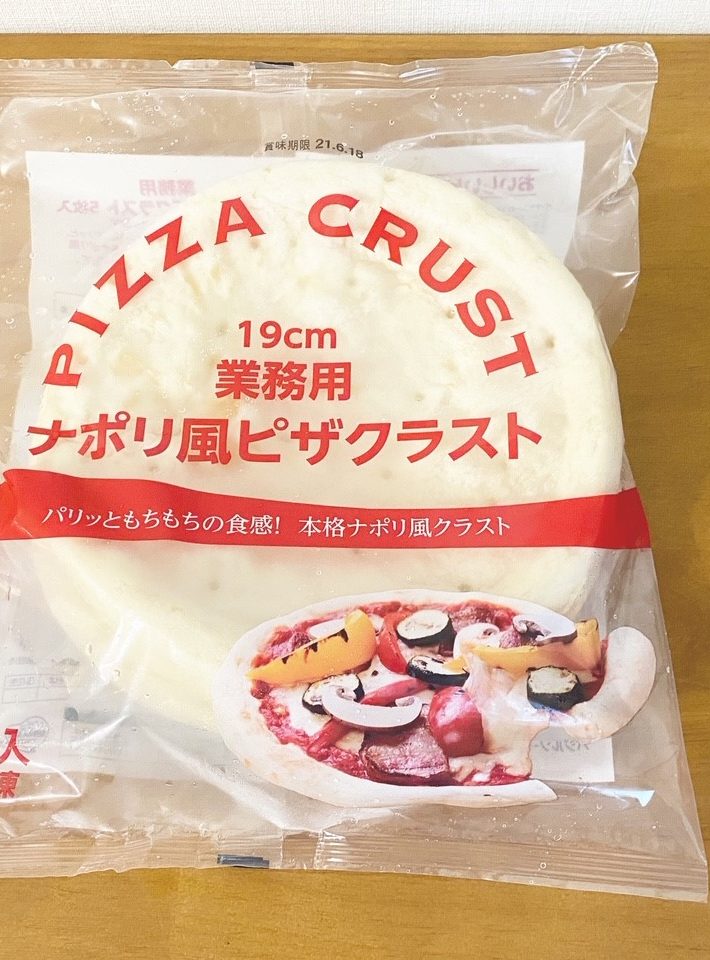 賞味期限 21.6.18
PIZZA CRUST
19cm
業務用
ナポリ風ピザクラスト
パリッともちもちの食感! 本格ナポリ風クラスト
入
凍